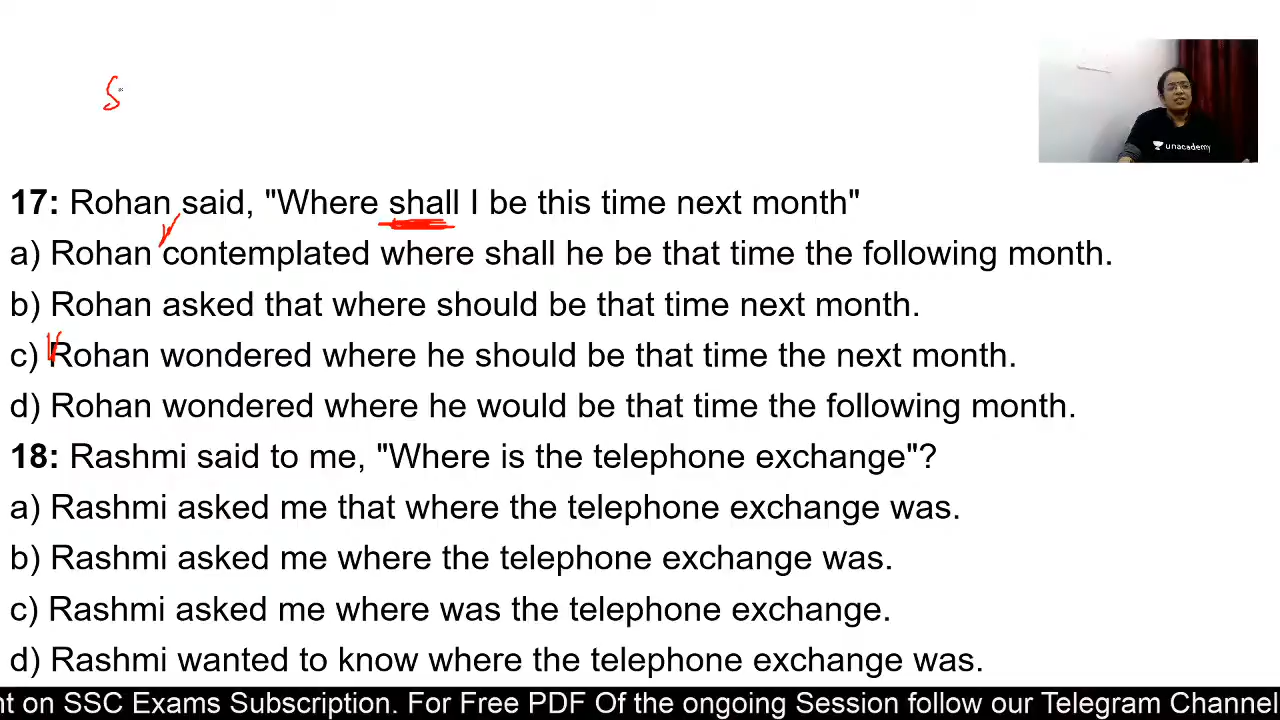 S
unacademy
17: Rohan said, "Where shall I be this time next month"
a) Rohan contemplated where shall he be that time the following month.
b) Rohan asked that where should be that time next month.
c) Rohan wondered where he should be that time the next month.
d) Rohan wondered where he would be that time the following month.
18: Rashmi said to me, "Where is the telephone exchange"?
a) Rashmi asked me that where the telephone exchange was.
b) Rashmi asked me where the telephone exchange was.
c) Rashmi asked me where was the telephone exchange.
d) Rashmi wanted to know where the telephone exchange was.
nt on SSC Exams Subscription. For Free PDF Of the ongoing Session follow our Telegram Channel